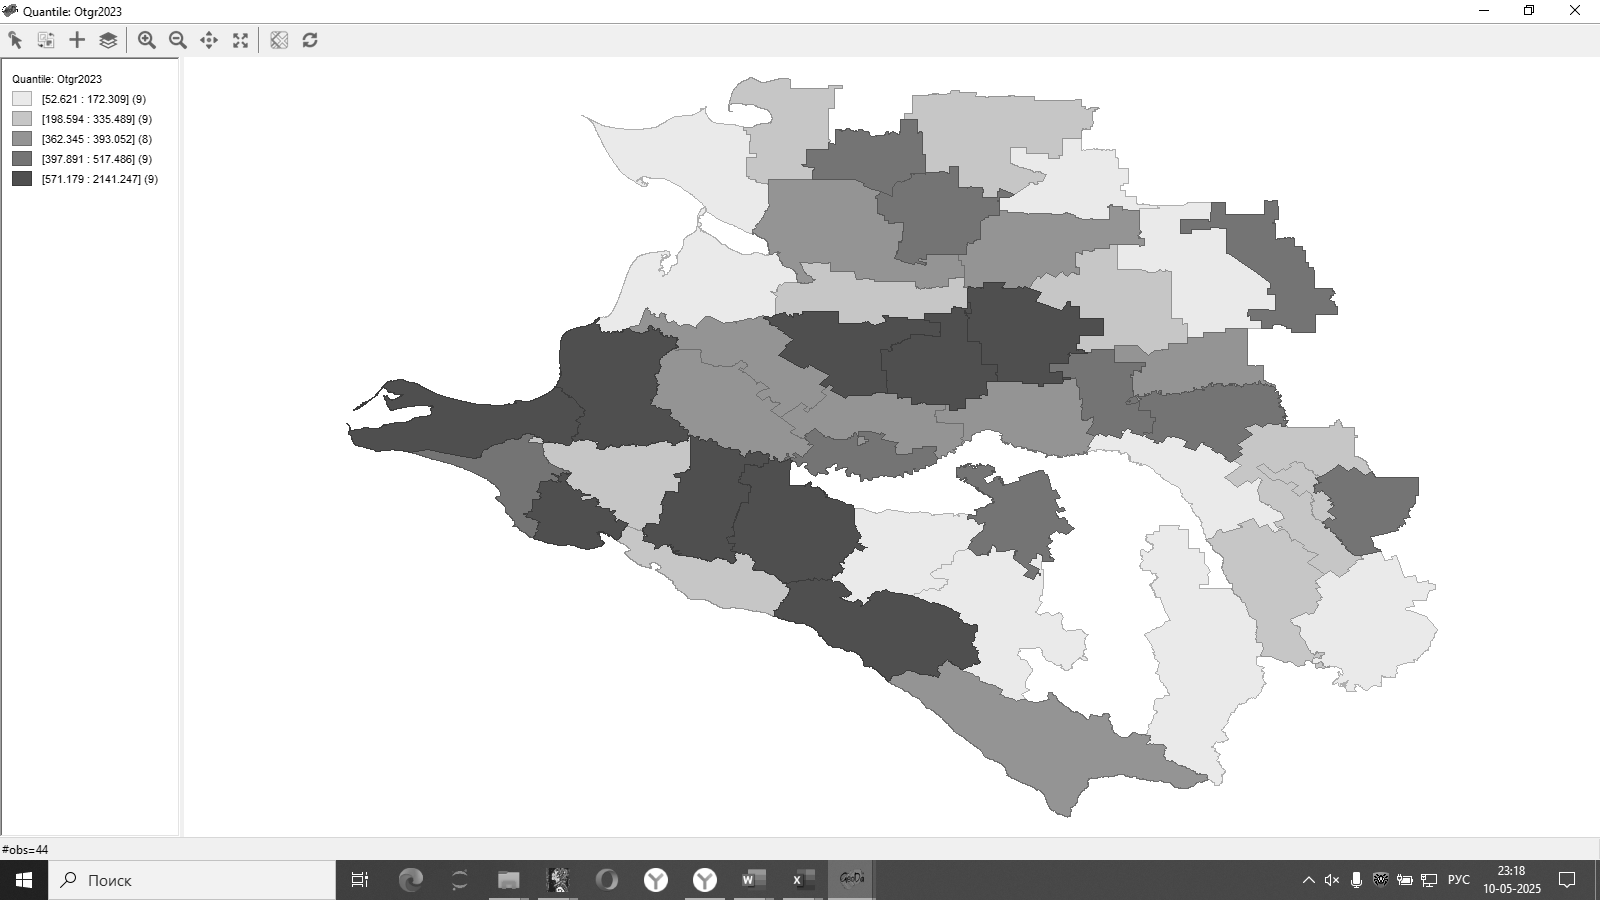 Quantile: Otgr2023
Quantile: Otgr2023
[52.621 : 172.309] (9)
[198.594 : 335.489] (9)
[362.345 : 393.052] (8)
[397.891 : 517.486] (9)
[571.179 : 2141.247] (9)
#obs=44
Поиск
W
X
GeoDa
РУС
23:18
10-05-2025